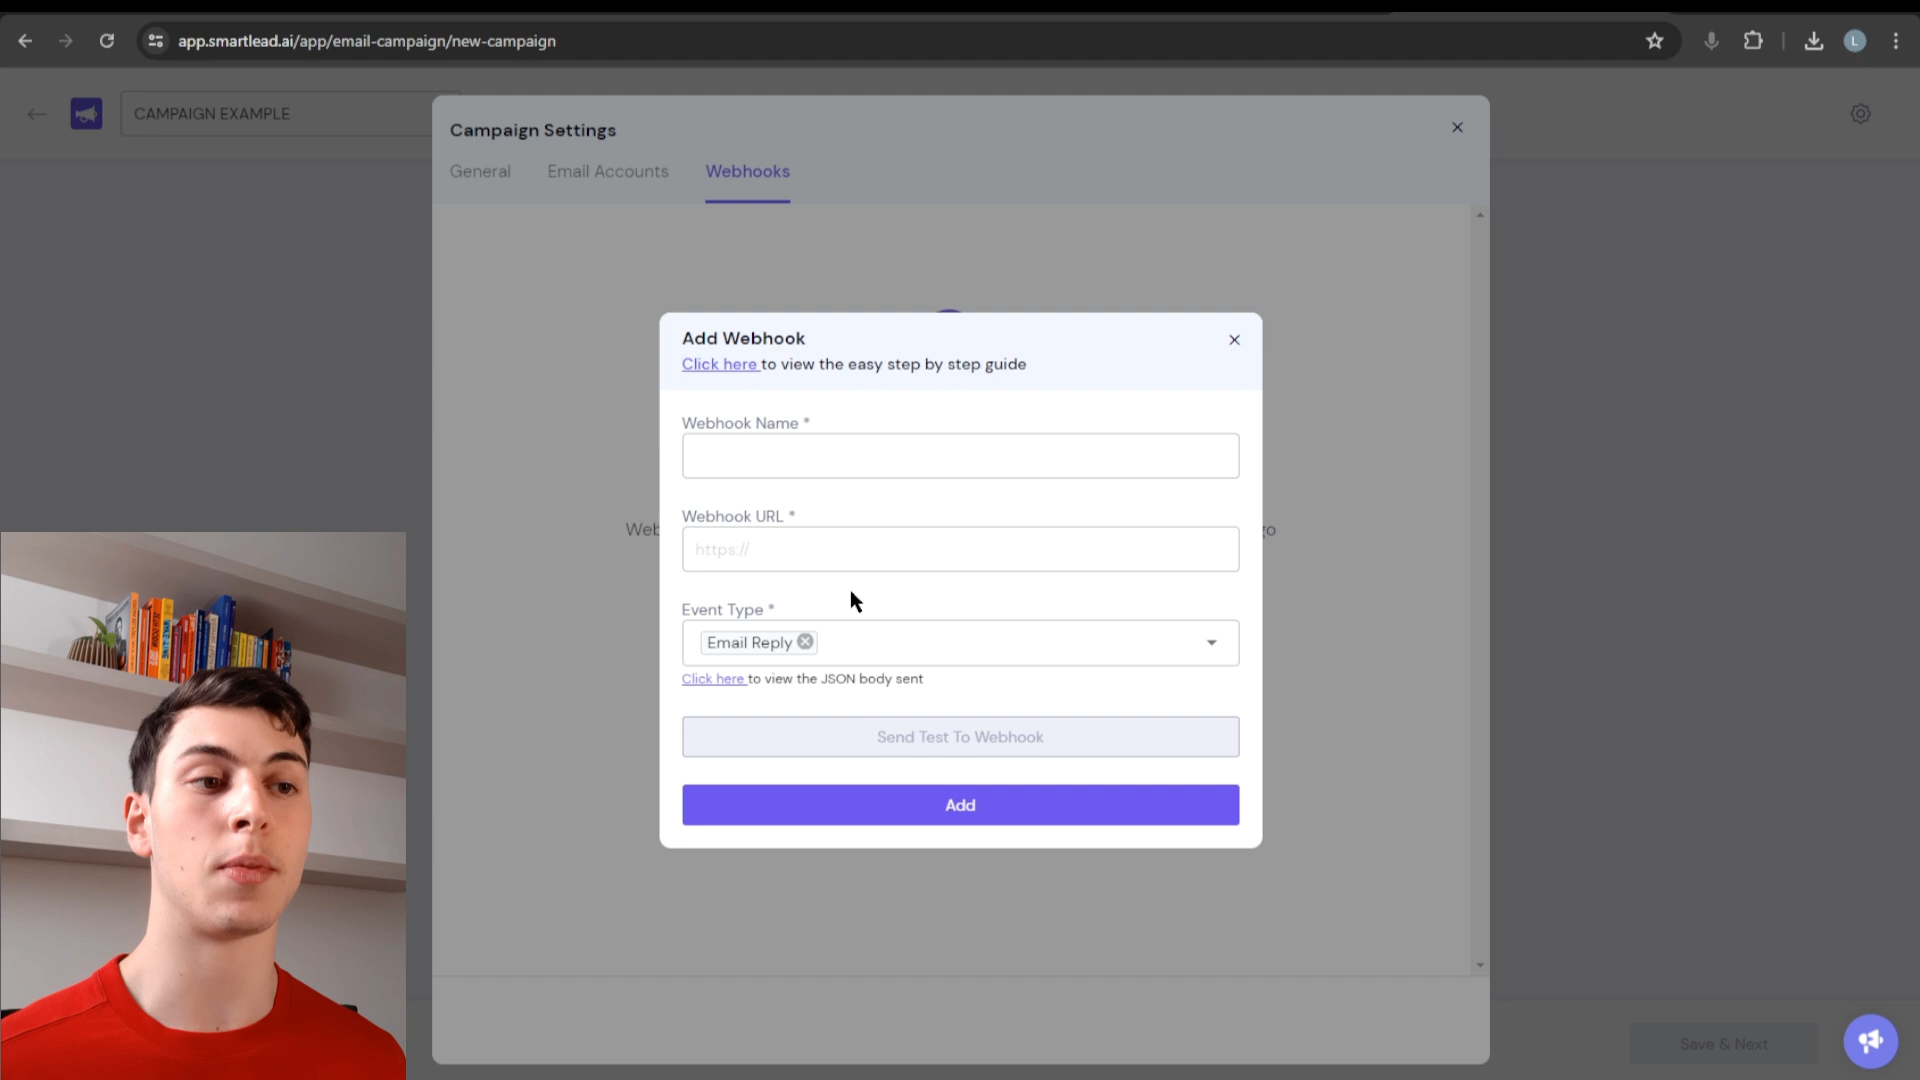 app.smartlead.ai/app/email-campaign/new-campaign
L
CAMPAIGN EXAMPLE
Campaign Settings
General
Email Accounts
Webhooks
Add Webhook
Click here to view the easy step by step guide
Webhook Name *
Webhook URL *
https://
Event Type *
Email Reply
Click here to view the JSON body sent
Send Test To Webhook
Add
Save & Next